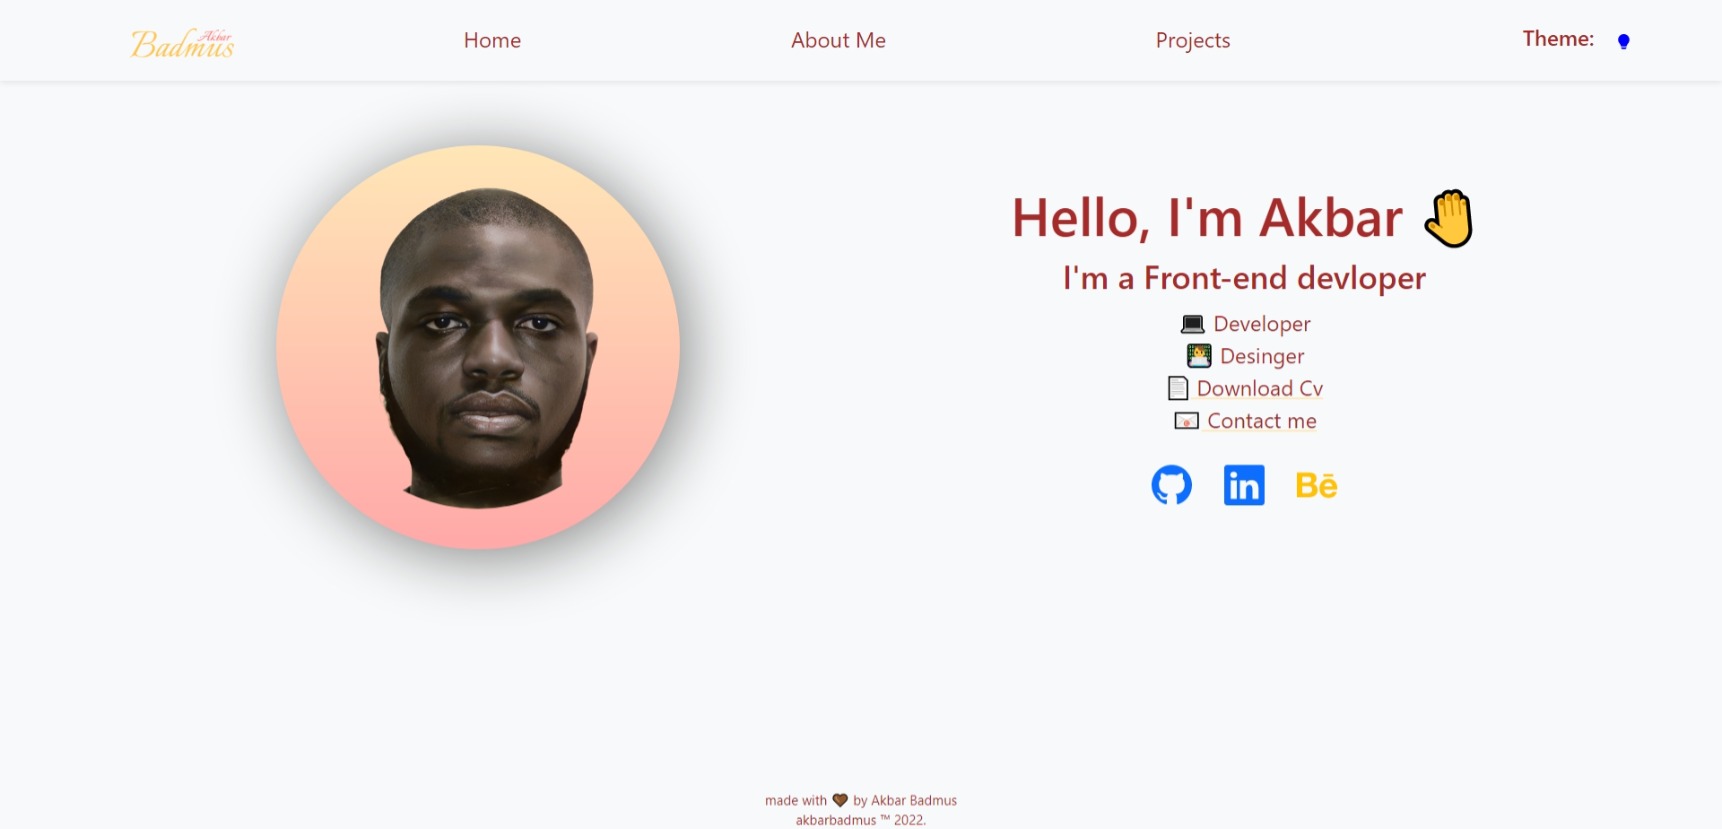 Badmus Akbar
Home
About Me
Projects
Theme:
Hello, I'm Akbar
I'm a Front-end devloper
Developer
Desinger
Download Cv
Contact me
in
Bē
made with 🤎 by Akbar Badmus
akbarbadmus ™ 2022.